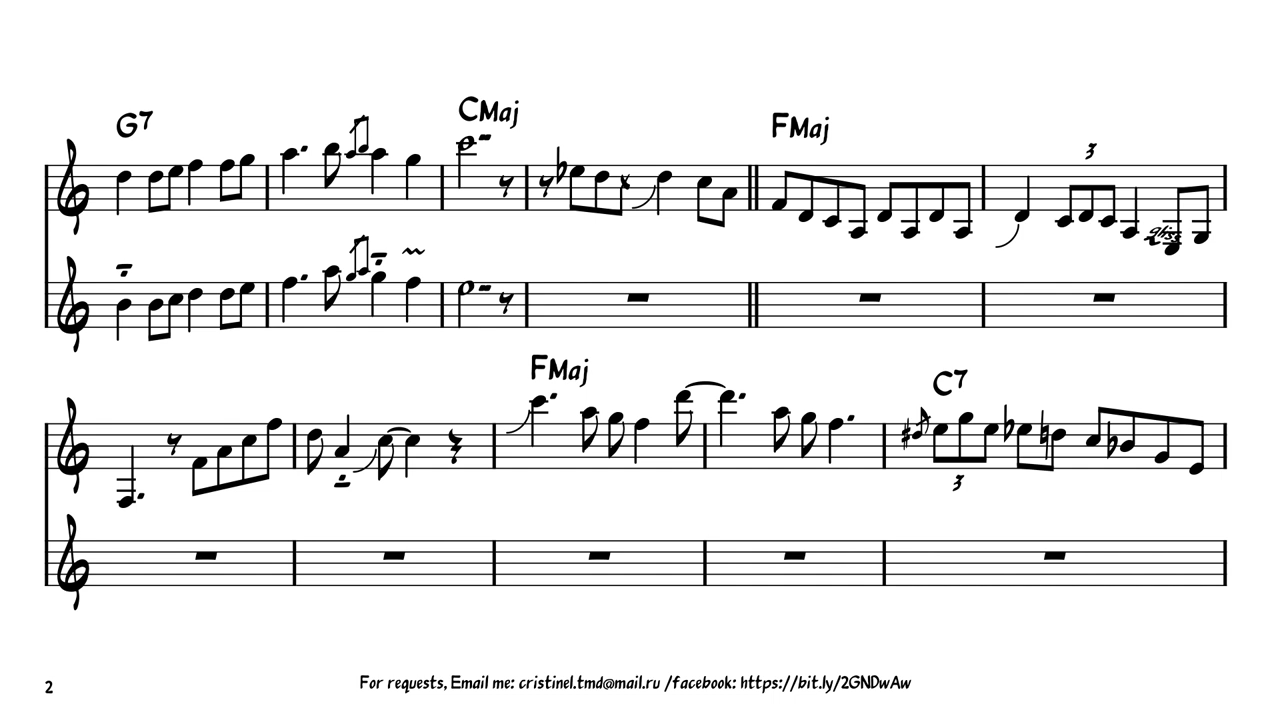 G7 CMaj FMaj
3
gliss.
FMaj C7
3
2 For requests, Email me: cristinel.tmd@mail.ru /facebook: https://bit.ly/2GNDwAw